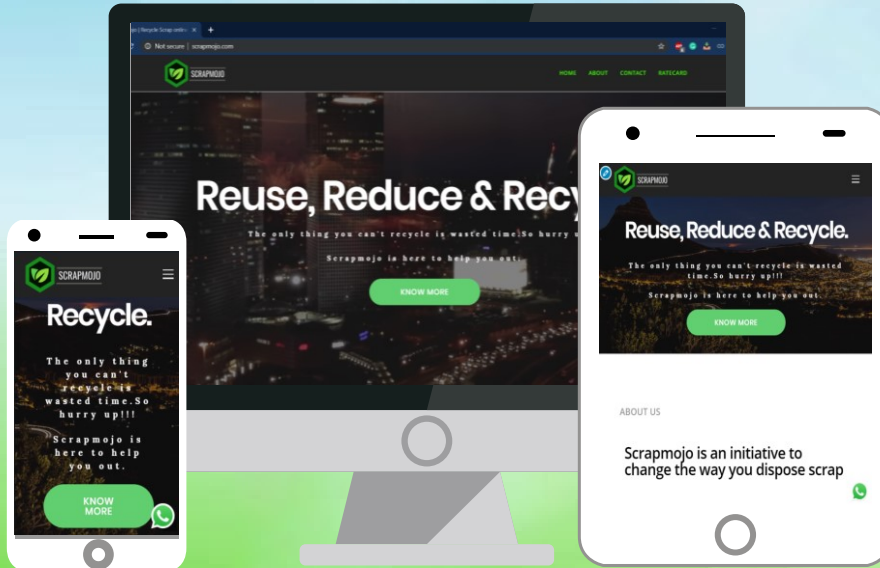 jo | Recycle Scrap onlin
Not secure | scrapmojo.com
SCRAPMOJO
HOME ABOUT CONTACT RATECARD
Reuse, Reduce & Recy
The only thing you can't recycle is wasted time.So hurry u
Scrapmojo is here to help you out.
KNOW MORE
SCRAPMOJO
Recycle.
The only thing
you can't
recycle is
wasted time.So
hurry up!!!
Scrapmojo is
here to help
you out.
KNOW
MORE
SCRAPMOJO
Reuse, Reduce & Recycle.
The only thing you can't recycle is wasted
time.So hurry up!!!
Scrapmojo is here to help you out.
KNOW MORE
ABOUT US
Scrapmojo is an initiative to
change the way you dispose scrap